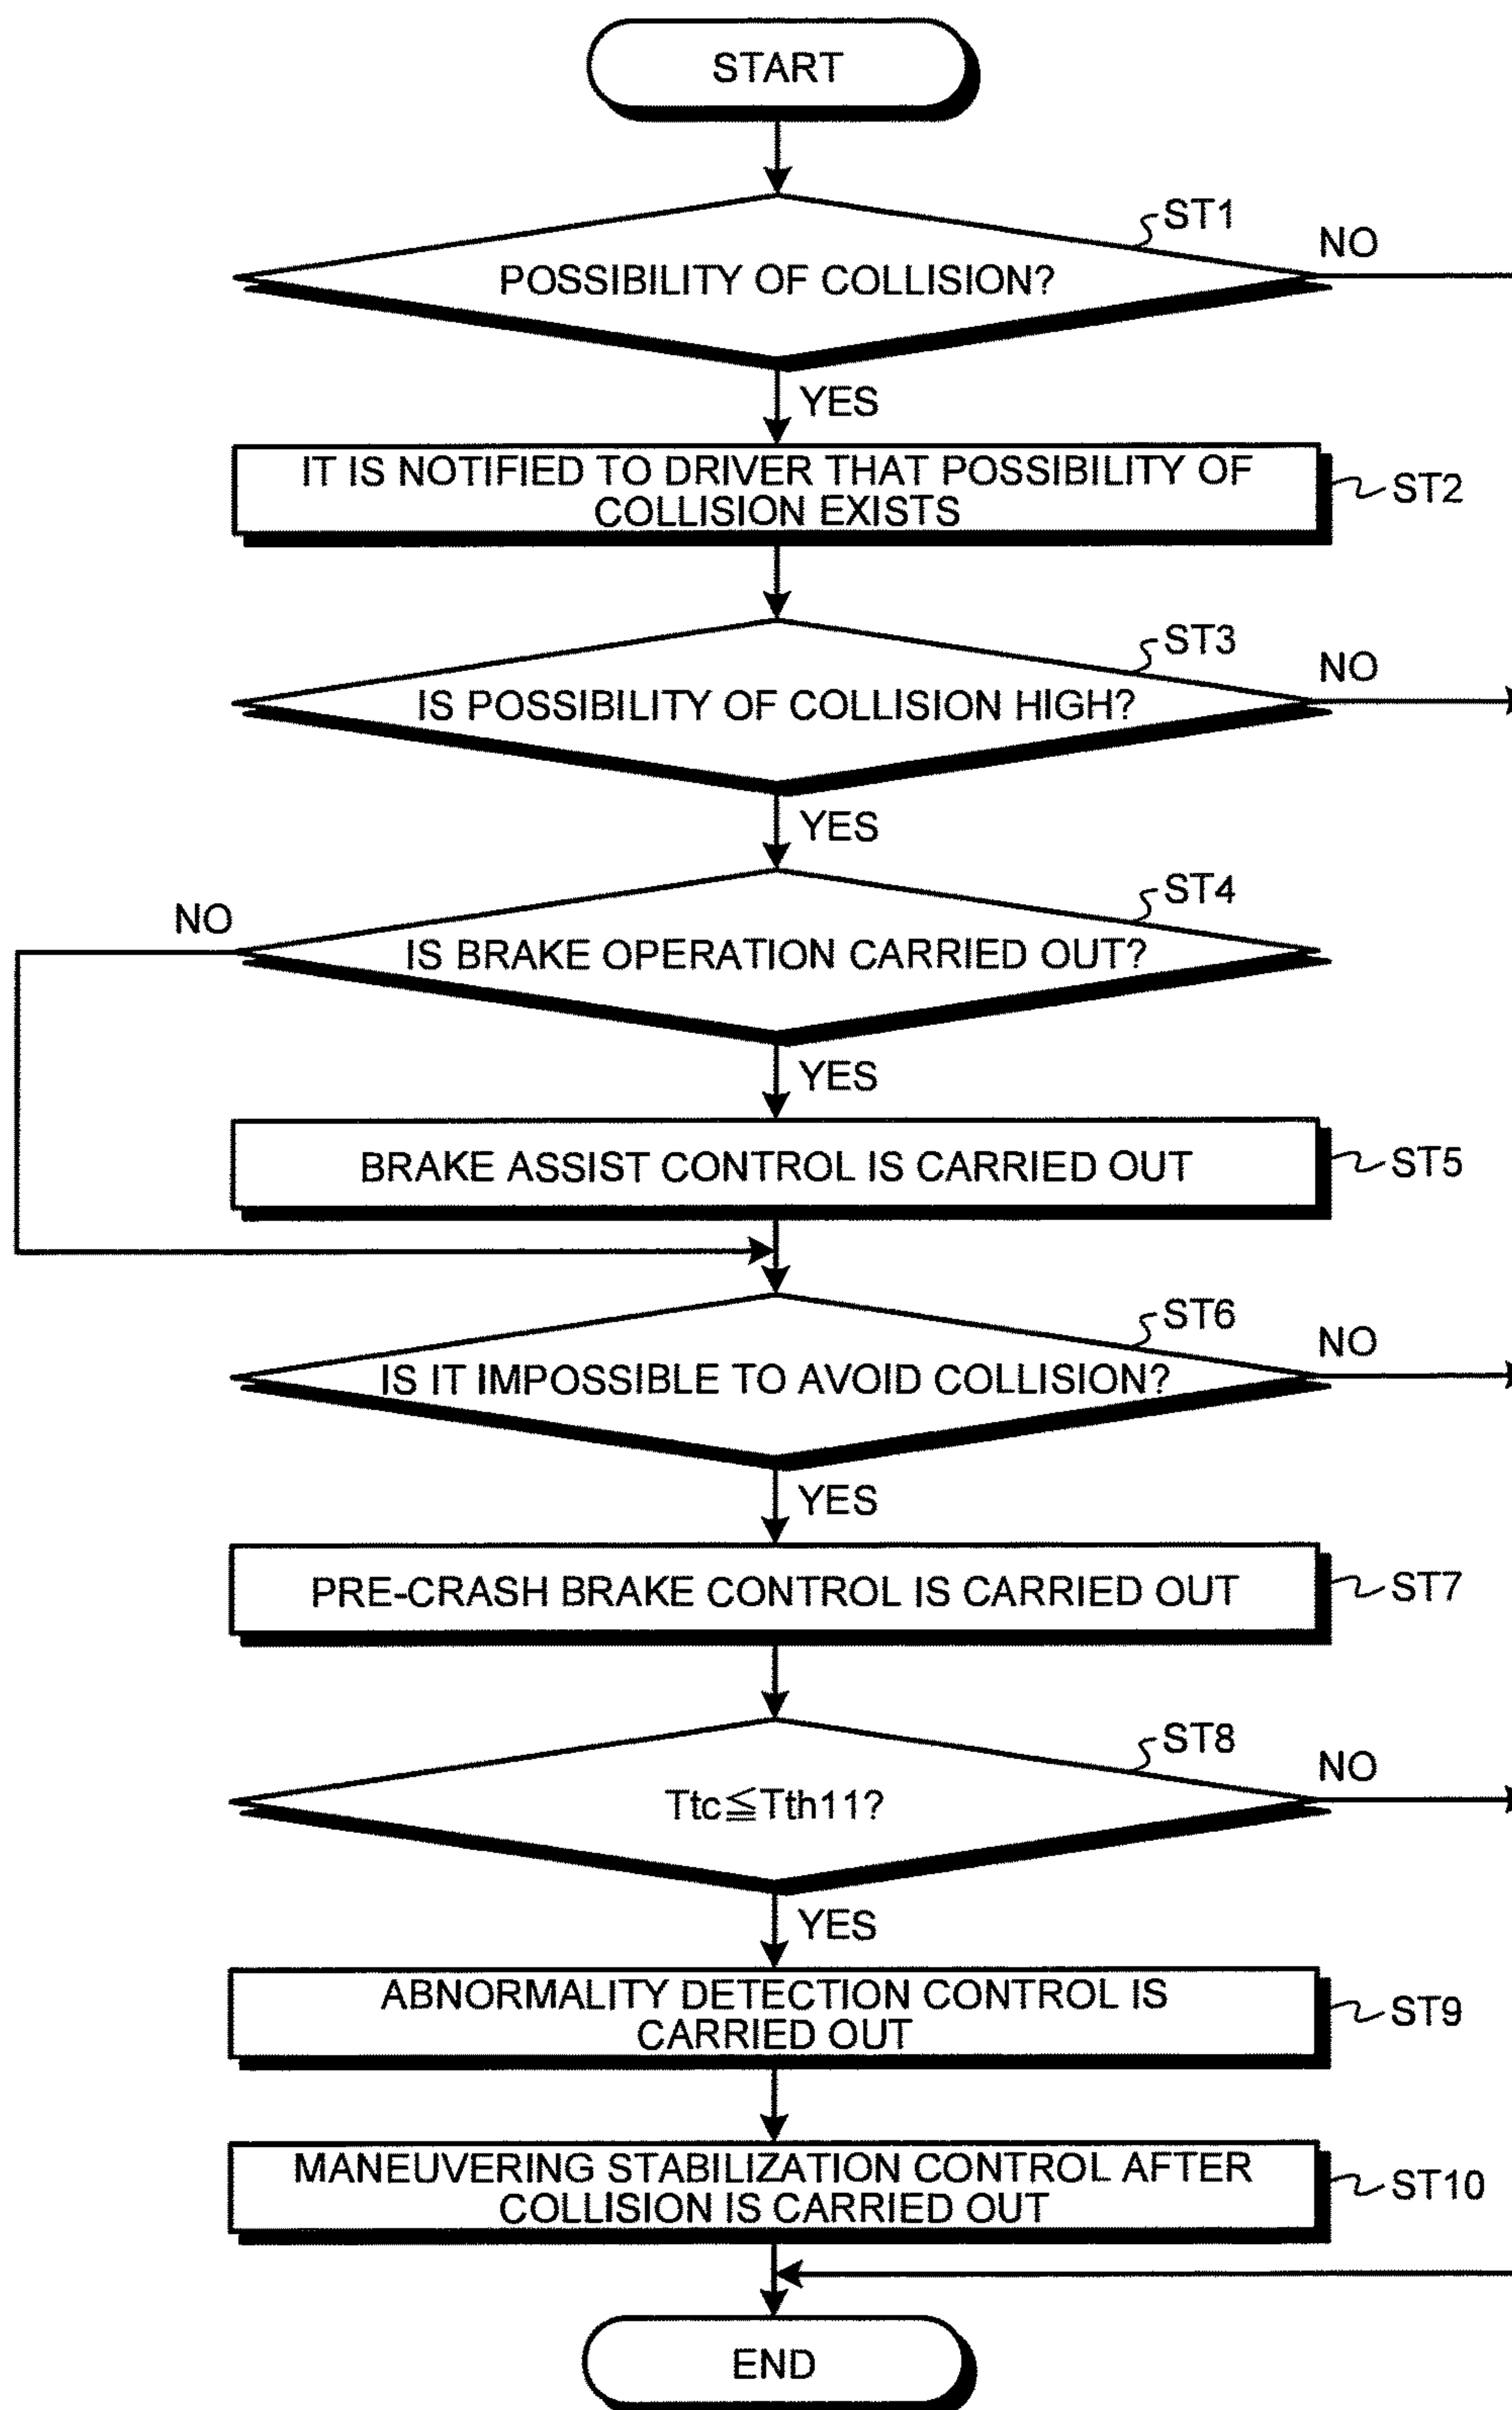 START
ST1
NO
POSSIBILITY OF COLLISION?
YES
IT IS NOTIFIED TO DRIVER THAT POSSIBILITY OF
COLLISION EXISTS
ST2
ST3
NO
IS POSSIBILITY OF COLLISION HIGH?
YES
ST4
NO
IS BRAKE OPERATION CARRIED OUT?
YES
BRAKE ASSIST CONTROL IS CARRIED OUT
ST5
ST6
NO
IS IT IMPOSSIBLE TO AVOID COLLISION?
YES
PRE-CRASH BRAKE CONTROL IS CARRIED OUT
ST7
ST8
NO
Ttc≦Tth11?
YES
ABNORMALITY DETECTION CONTROL IS
CARRIED OUT
ST9
MANEUVERING STABILIZATION CONTROL AFTER
COLLISION IS CARRIED OUT
ST10
END